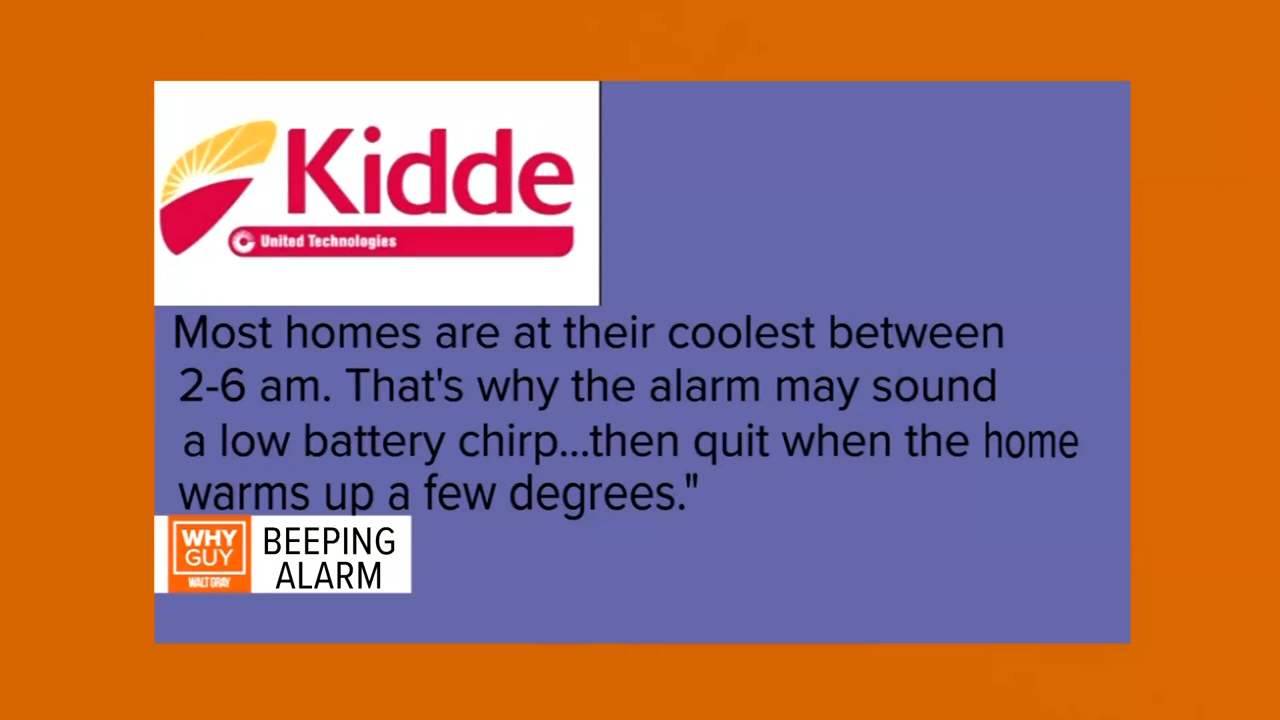 Kidde
United Technologies
Most homes are at their coolest between
2-6 am. That's why the alarm may sound
a low battery chirp...then quit when the home
warms up a few degrees."
WHY
GUY
WALT GRAY
BEEPING
ALARM